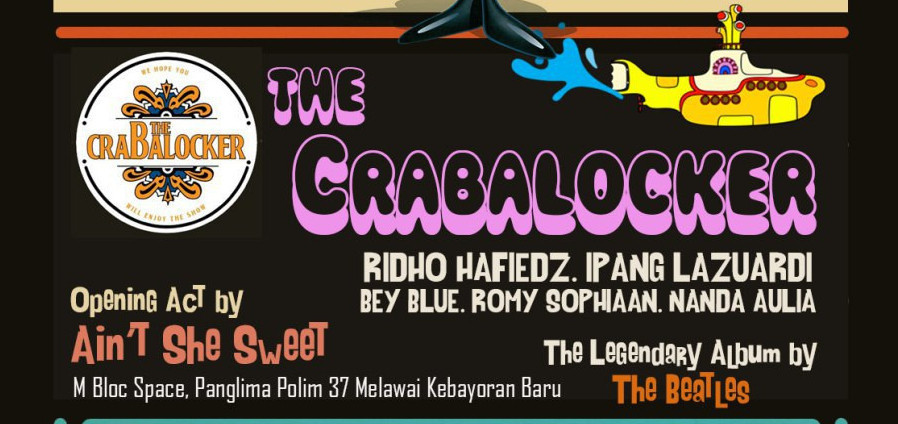 WE HOPE YOU
THE
CRABALOCKER
WILL ENJOY THE SHOW
THE
CRABALOCKER
RIDHO HAFIEDZ. IPANG LAZUARDI
BEY BLUE. ROMY SOPHIAAN. NANDA AULIA
Opening Act by
Ain'T She Sweet
The Legendary Album by
The Beatles
M Bloc Space, Panglima Polim 37 Melawai Kebayoran Baru